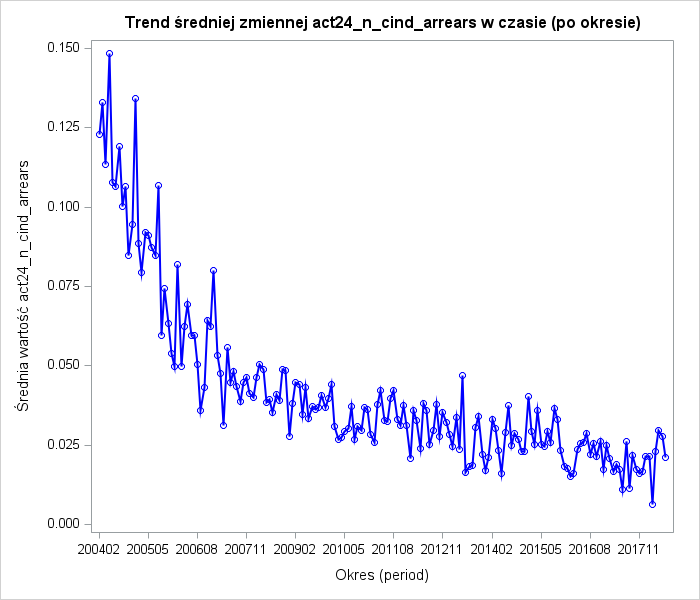 Trend średniej zmiennej act24_n_cind_arrears w czasie (po okresie)
Średnia wartość act24_n_cind_arrears
0.150
0.125
0.100
0.075
0.050
0.025
0.000
200402 200505 200608 200711 200902 201005 201108 201211 201402 201505 201608 201711
Okres (period)